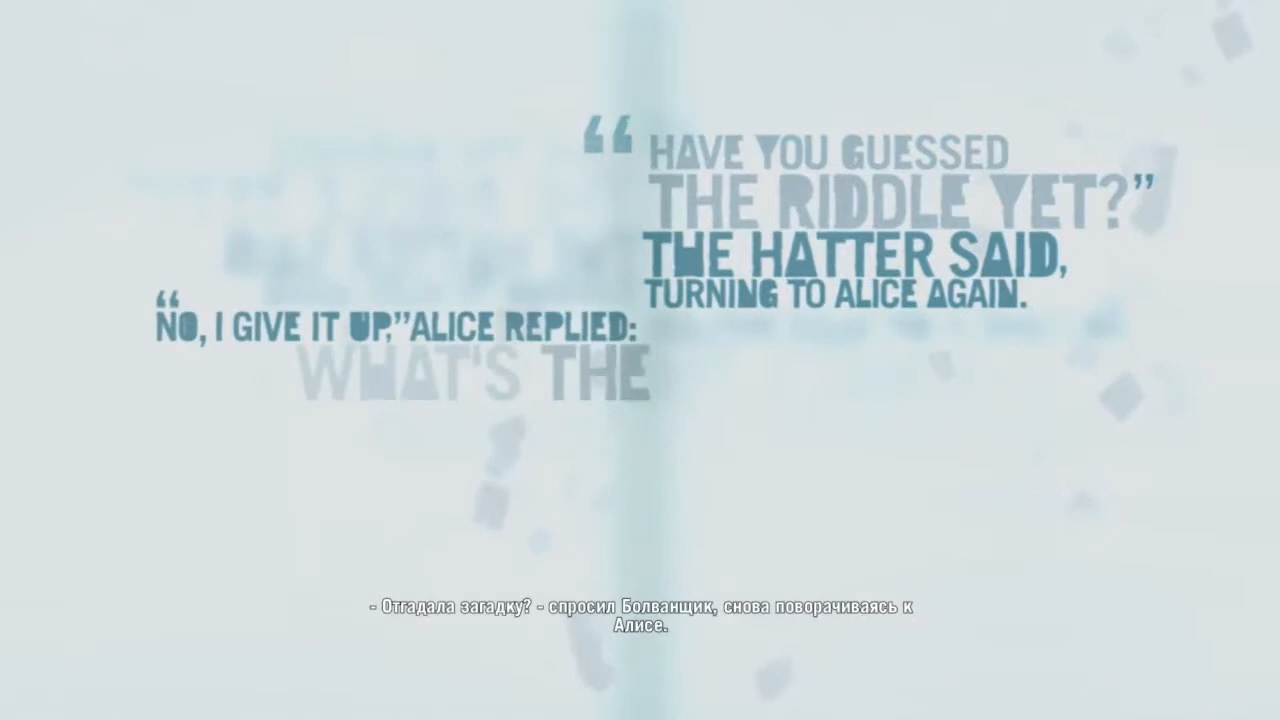 “HAVE YOU GUESSED
THE RIDDLE YET?”
THE HATTER SAID,
TURNING TO ALICE AGAIN.
“NO, I GIVE IT UP,”ALICE REPLIED:
WHAT'S THE
- Отгадала загадку? - спросил Болванщик, снова поворачиваясь к
Алисе.